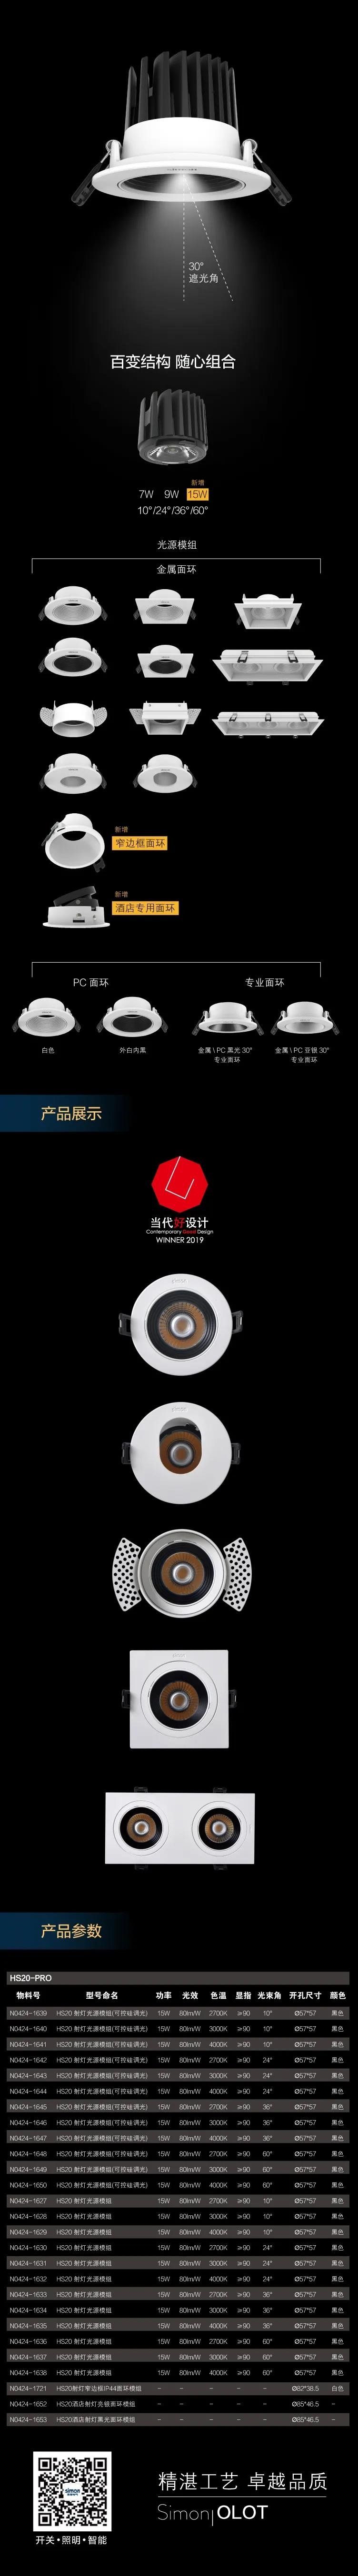 30°
遮光角
百变结构 随心组合
新增
7W 9W 15W
10°/24°/36°/60°
光源模组
金属面环
新增
窄边框面环
新增
酒店专用面环
PC 面环 专业面环
白色 外白内黑 金属 \ PC 黑光 30° 金属 \ PC 亚银 30°
专业面环 专业面环
产品展示
当代好设计
Contemporary Good Design
WINNER 2019
产品参数
HS20-PRO
物料号 型号命名 功率 光效 色温 显指 光束角 开孔尺寸 颜色
N0424-1639 HS20 射灯光源模组(可控硅调光) 15W 80lm/W 2700K ≥90 10° Ø57*57 黑色
N0424-1640 HS20 射灯光源模组(可控硅调光) 15W 80lm/W 3000K ≥90 10° Ø57*57 黑色
N0424-1641 HS20 射灯光源模组(可控硅调光) 15W 80lm/W 4000K ≥90 10° Ø57*57 黑色
N0424-1642 HS20 射灯光源模组(可控硅调光) 15W 80lm/W 2700K ≥90 24° Ø57*57 黑色
N0424-1643 HS20 射灯光源模组(可控硅调光) 15W 80lm/W 3000K ≥90 24° Ø57*57 黑色
N0424-1644 HS20 射灯光源模组(可控硅调光) 15W 80lm/W 4000K ≥90 24° Ø57*57 黑色
N0424-1645 HS20 射灯光源模组(可控硅调光) 15W 80lm/W 2700K ≥90 36° Ø57*57 黑色
N0424-1646 HS20 射灯光源模组(可控硅调光) 15W 80lm/W 3000K ≥90 36° Ø57*57 黑色
N0424-1647 HS20 射灯光源模组(可控硅调光) 15W 80lm/W 4000K ≥90 36° Ø57*57 黑色
N0424-1648 HS20 射灯光源模组(可控硅调光) 15W 80lm/W 2700K ≥90 60° Ø57*57 黑色
N0424-1649 HS20 射灯光源模组(可控硅调光) 15W 80lm/W 3000K ≥90 60° Ø57*57 黑色
N0424-1650 HS20 射灯光源模组(可控硅调光) 15W 80lm/W 4000K ≥90 60° Ø57*57 黑色
N0424-1627 HS20 射灯光源模组 15W 80lm/W 2700K ≥90 10° Ø57*57 黑色
N0424-1628 HS20 射灯光源模组 15W 80lm/W 3000K ≥90 10° Ø57*57 黑色
N0424-1629 HS20 射灯光源模组 15W 80lm/W 4000K ≥90 10° Ø57*57 黑色
N0424-1630 HS20 射灯光源模组 15W 80lm/W 2700K ≥90 24° Ø57*57 黑色
N0424-1631 HS20 射灯光源模组 15W 80lm/W 3000K ≥90 24° Ø57*57 黑色
N0424-1632 HS20 射灯光源模组 15W 80lm/W 4000K ≥90 24° Ø57*57 黑色
N0424-1633 HS20 射灯光源模组 15W 80lm/W 2700K ≥90 36° Ø57*57 黑色
N0424-1634 HS20 射灯光源模组 15W 80lm/W 3000K ≥90 36° Ø57*57 黑色
N0424-1635 HS20 射灯光源模组 15W 80lm/W 4000K ≥90 36° Ø57*57 黑色
N0424-1636 HS20 射灯光源模组 15W 80lm/W 2700K ≥90 60° Ø57*57 黑色
N0424-1637 HS20 射灯光源模组 15W 80lm/W 3000K ≥90 60° Ø57*57 黑色
N0424-1638 HS20 射灯光源模组 15W 80lm/W 4000K ≥90 60° Ø57*57 黑色
N0424-1721 HS20射灯窄边框IP44面环模组 - - - - - Ø82*38.5 白色
N0424-1652 HS20酒店射灯亮银面环模组 - - - - - Ø85*46.5 -
N0424-1653 HS20酒店射灯黑光面环模组 - - - - - Ø85*46.5 -
simon
精湛工艺 卓越品质
Simon|OLOT
开关•照明•智能